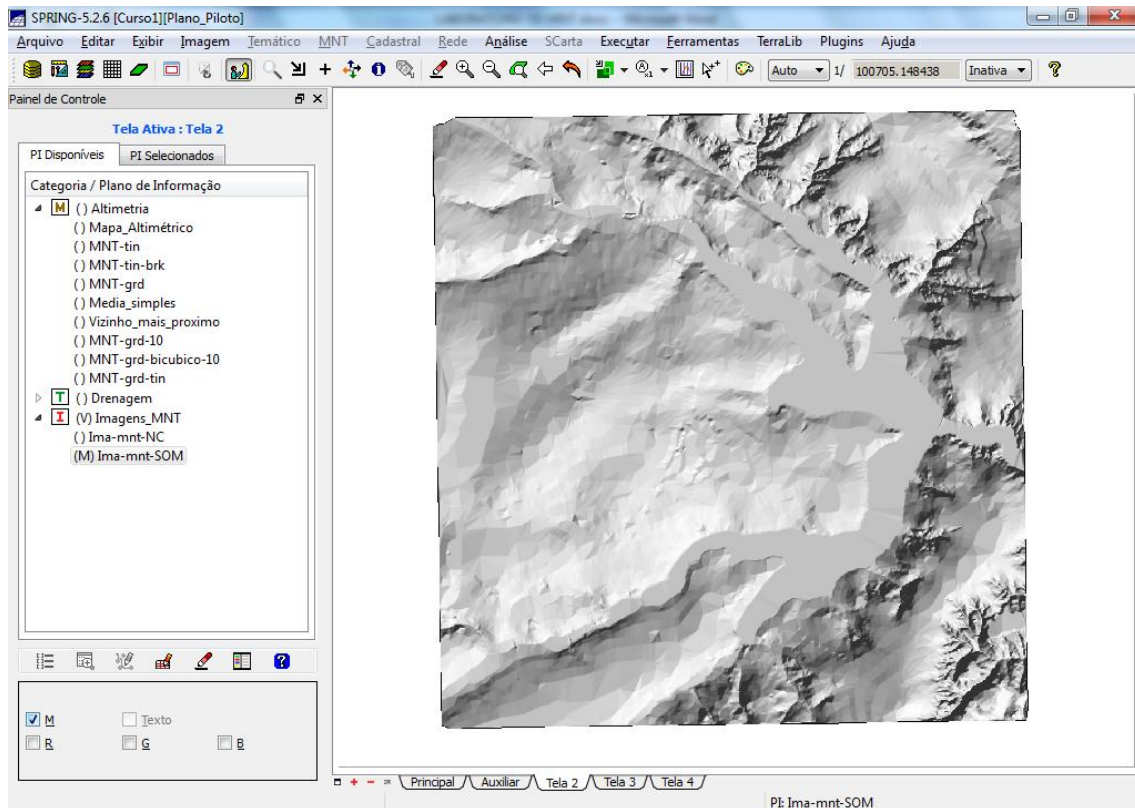 SPRING-5.2.6 [Curso1][Plano_Piloto]
Arquivo Editar Exibir Imagem Temático MNT Cadastral Rede Análise SCarta Executar Ferramentas TerraLib Plugins Ajuda
Auto 1/ 100705.148438 Inativa
Painel de Controle
Tela Ativa : Tela 2
PI Disponíveis PI Selecionados
Categoria / Plano de Informação
M () Altimetria
() Mapa_Altimétrico
() MNT-tin
() MNT-tin-brk
() MNT-grd
() Media_simples
() Vizinho_mais_proximo
() MNT-grd-10
() MNT-grd-bicubico-10
() MNT-grd-tin
T () Drenagem
I (V) Imagens_MNT
() Ima-mnt-NC
(M) Ima-mnt-SOM
M Texto
R G B
Principal Auxiliar Tela 2 Tela 3 Tela 4
PI: Ima-mnt-SOM